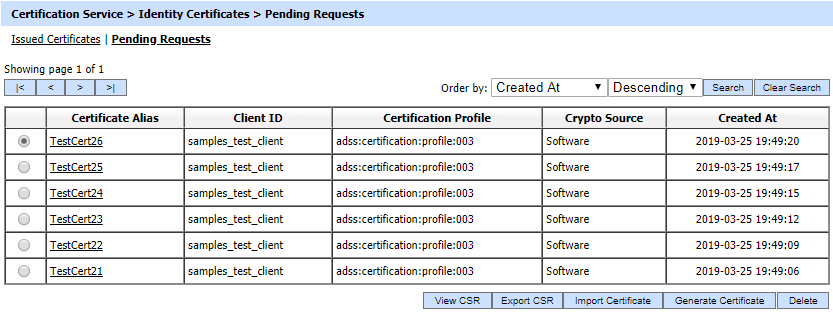 Certification Service > Identity Certificates > Pending Requests
Issued Certificates | Pending Requests
Showing page 1 of 1
|< < > >| Order by: Created At Descending Search Clear Search
Certificate Alias Client ID Certification Profile Crypto Source Created At
TestCert26 samples_test_client adss:certification:profile:003 Software 2019-03-25 19:49:20
TestCert25 samples_test_client adss:certification:profile:003 Software 2019-03-25 19:49:17
TestCert24 samples_test_client adss:certification:profile:003 Software 2019-03-25 19:49:15
TestCert23 samples_test_client adss:certification:profile:003 Software 2019-03-25 19:49:12
TestCert22 samples_test_client adss:certification:profile:003 Software 2019-03-25 19:49:09
TestCert21 samples_test_client adss:certification:profile:003 Software 2019-03-25 19:49:06
View CSR Export CSR Import Certificate Generate Certificate Delete